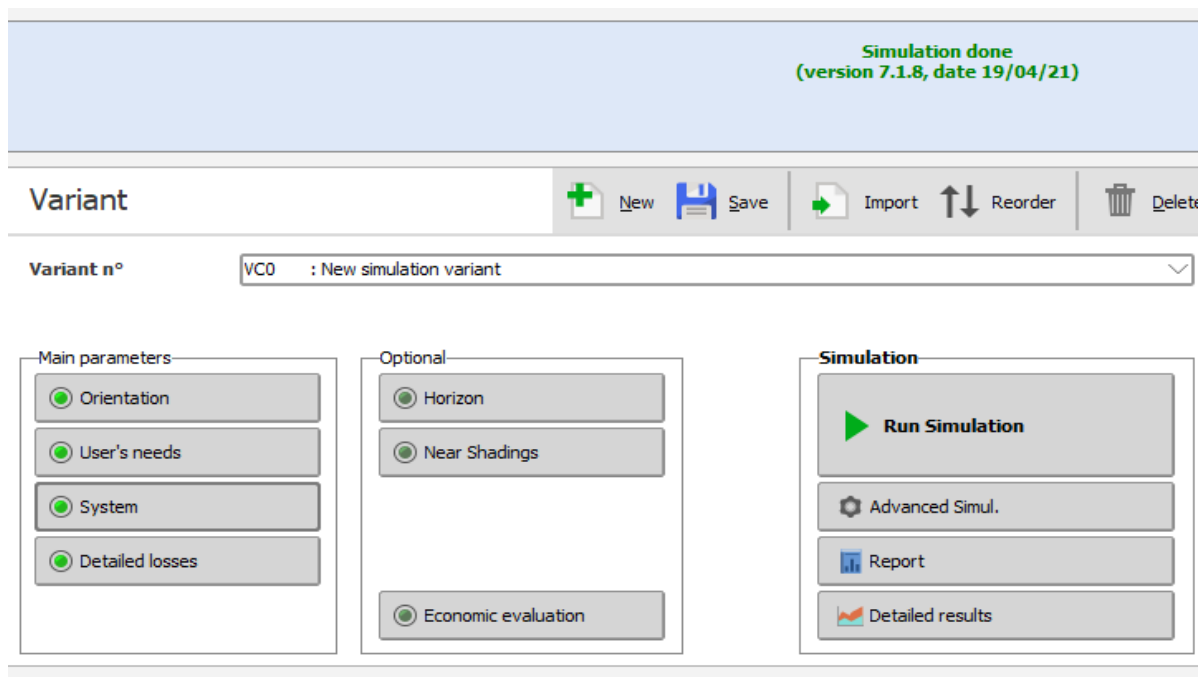 Simulation done
(version 7.1.8, date 19/04/21)
Variant
New Save Import Reorder Delete
Variant n° VC0 : New simulation variant
Main parameters
Orientation
User's needs
System
Detailed losses
Optional
Horizon
Near Shadings
Economic evaluation
Simulation
Run Simulation
Advanced Simul.
Report
Detailed results